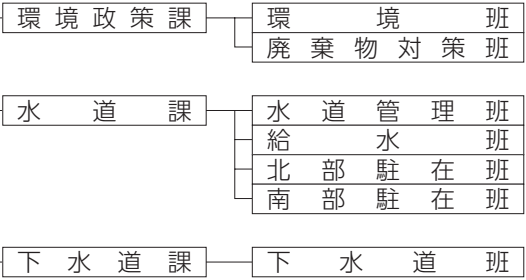 環境政策課 環境班
廃棄物対策班
水道課 水道管理班
給水班
北部駐在班
南部駐在班
下水道課 下水道班